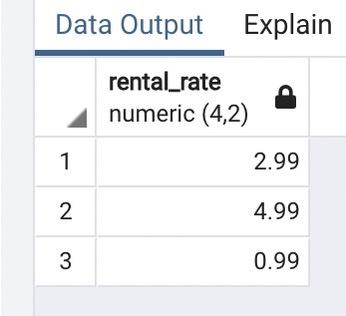 Data Output Explain
rental_rate
numeric (4,2)
1 2.99
2 4.99
3 0.99